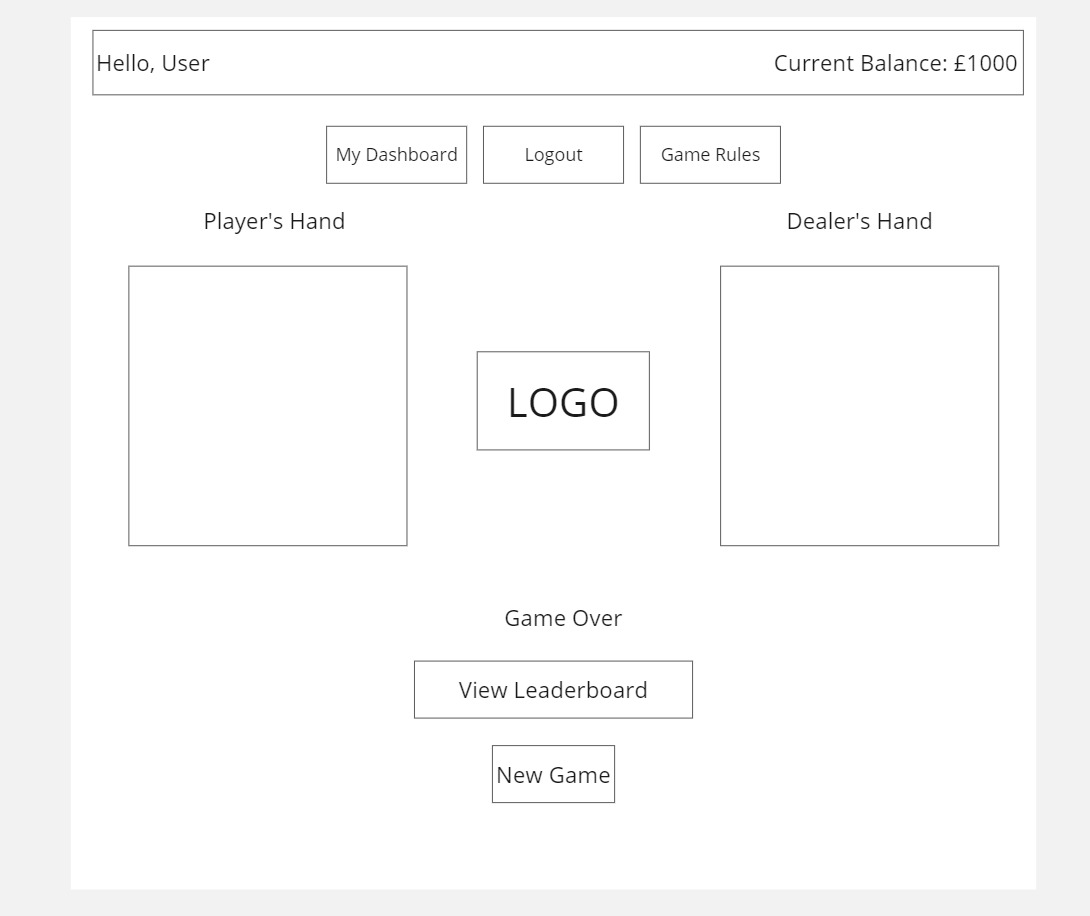 Hello, User
Current Balance: £1000
My Dashboard
Logout
Game Rules
Player's Hand
Dealer's Hand
LOGO
Game Over
View Leaderboard
New Game